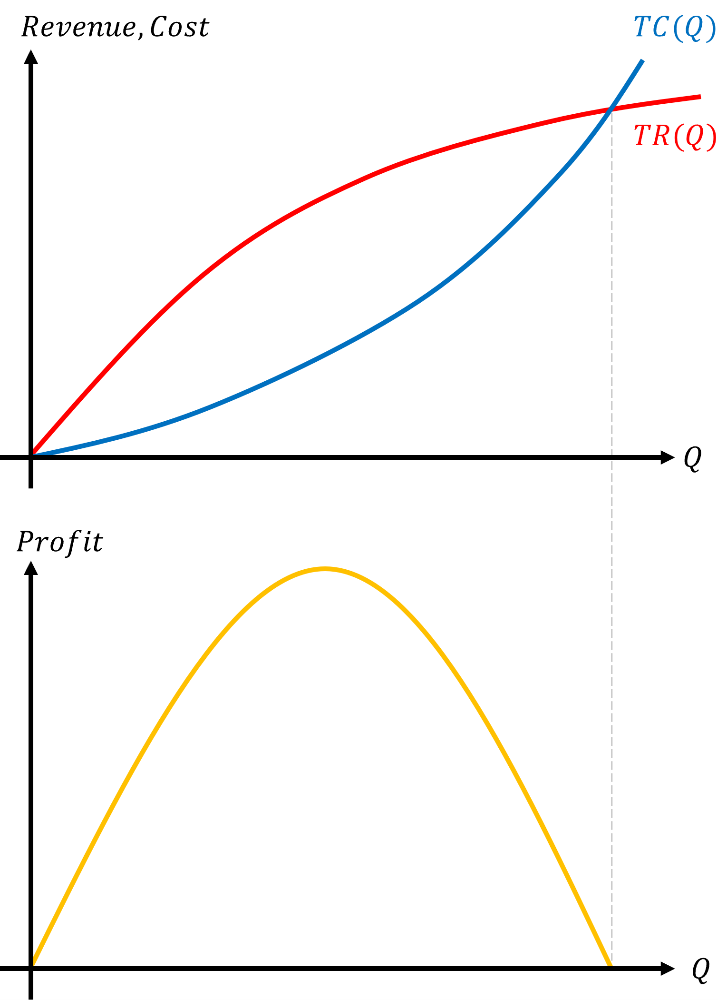 Revenue, Cost
TC(Q)
TR(Q)
Q
Profit
Q